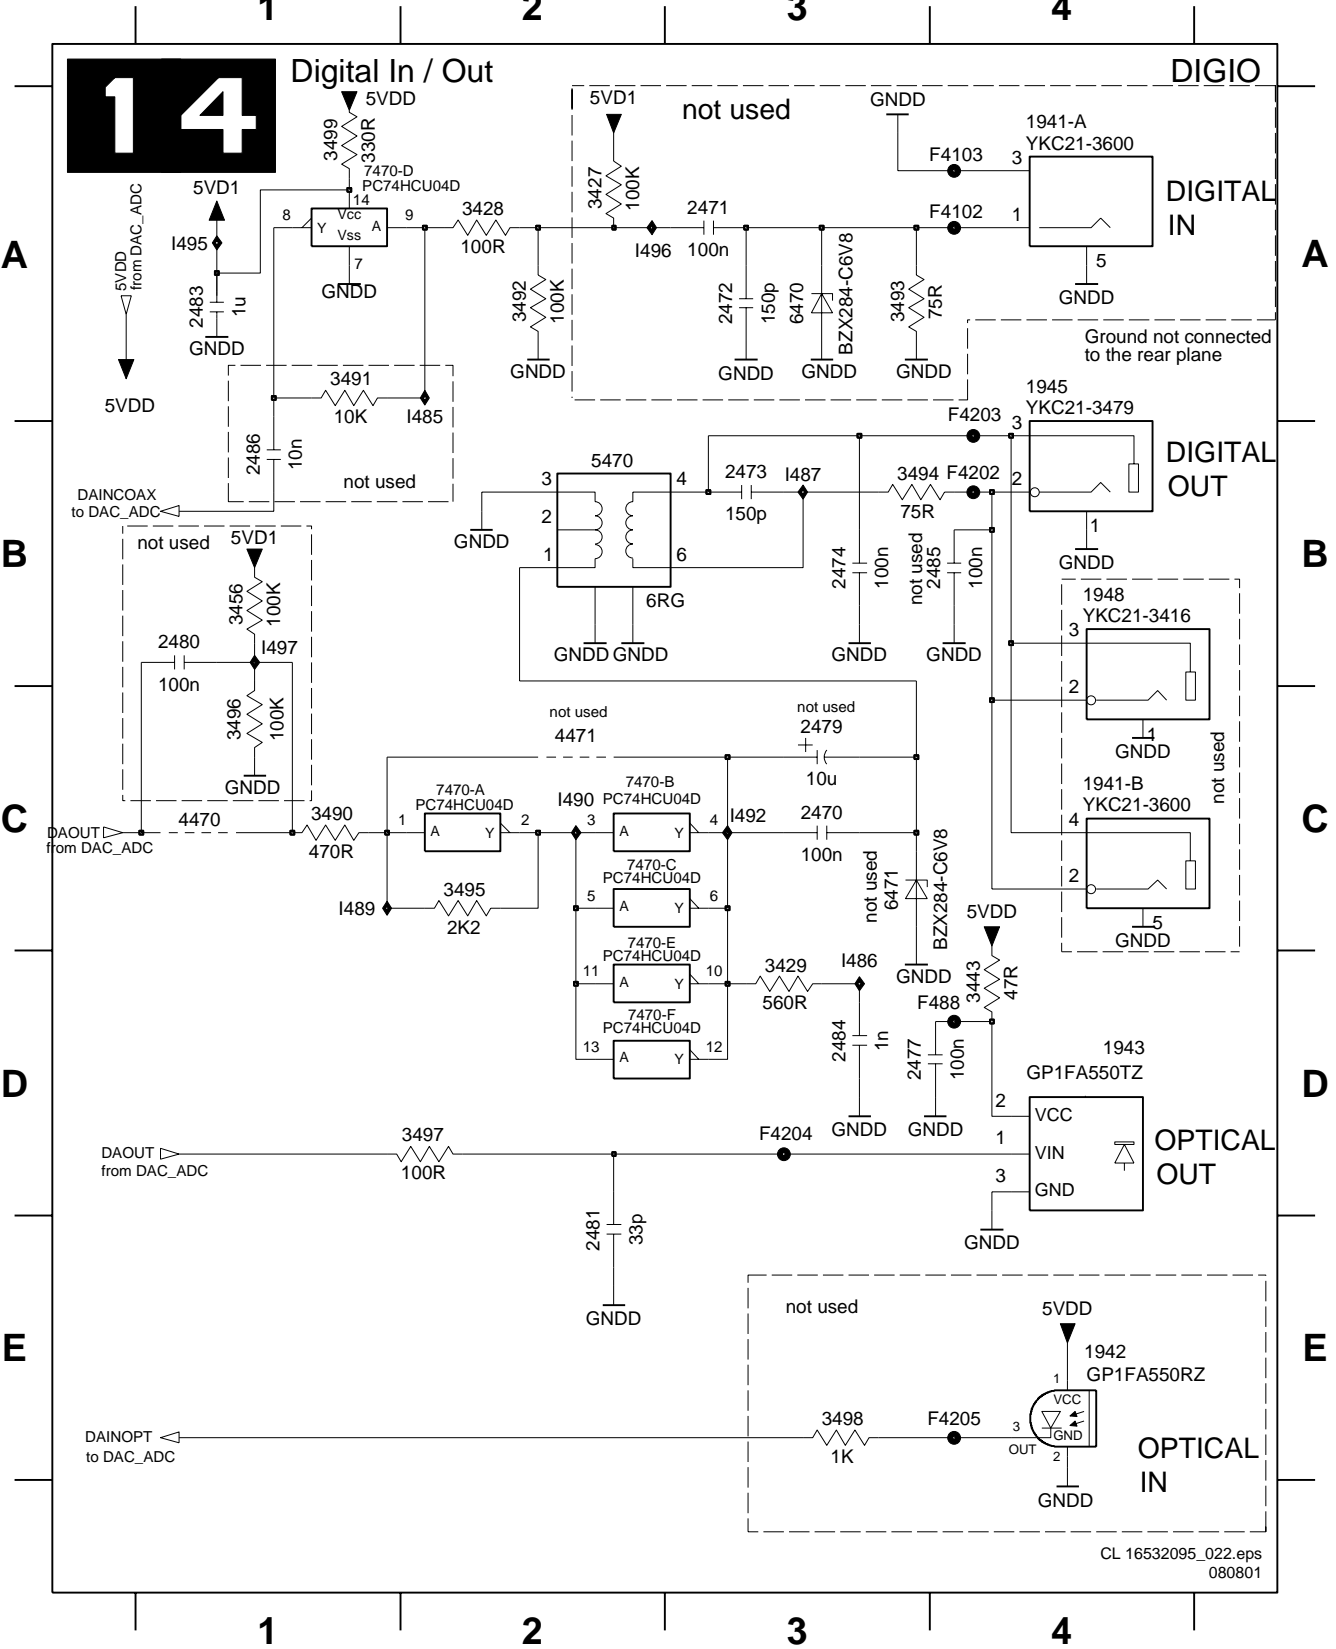 1 2 3 4
14
Digital In / Out
DIGIO
5VDD
3499
330R
7470-D
PC74HCU04D
14
Vcc
Vss
Y
A
8
9
7
GNDD
5VD1
I495
2483
1u
GNDD
5VDD
from DAC_ADC
5VDD
3428
100R
3492
100K
GNDD
5VD1
not used
3427
100K
I496
2471
100n
2472
150p
GNDD
6470
BZX284-C6V8
GNDD
3493
75R
GNDD
GNDD
F4103
F4102
1941-A
YKC21-3600
3
1
5
GNDD
DIGITAL
IN
A
A
Ground not connected
to the rear plane
3491
10K
I485
2486
10n
not used
DAINCOAX
to DAC_ADC
5470
3
2
1
4
6
6RG
GNDD
GNDD
GNDD
2473
150p
I487
3494
75R
F4203
F4202
2474
100n
GNDD
not used
2485
100n
GNDD
1945
YKC21-3479
3
2
1
GNDD
DIGITAL
OUT
B
B
not used
5VD1
3456
100K
2480
100n
I497
3496
100K
GNDD
1948
YKC21-3416
3
2
1
GNDD
not used
1941-B
YKC21-3600
4
2
5
GNDD
not used
4471
not used
2479
+
10u
C
C
DAOUT
from DAC_ADC
4470
3490
470R
1
7470-A
PC74HCU04D
A
Y
2
I490
3
7470-B
PC74HCU04D
A
Y
4
I492
2470
100n
I489
3495
2K2
5
7470-C
PC74HCU04D
A
Y
6
not used
6471
BZX284-C6V8
GNDD
11
7470-E
PC74HCU04D
A
Y
10
3429
560R
I486
13
7470-F
PC74HCU04D
A
Y
12
2484
1n
GNDD
5VDD
3443
47R
F488
2477
100n
GNDD
1943
GP1FA550TZ
2
VCC
1
VIN
3
GND
GNDD
OPTICAL
OUT
D
D
DAOUT
from DAC_ADC
3497
100R
F4204
2481
33p
GNDD
not used
5VDD
1942
GP1FA550RZ
1
VCC
GND
3
OUT
2
GNDD
3498
1K
F4205
OPTICAL
IN
E
E
DAINOPT
to DAC_ADC
CL 16532095_022.eps
080801
1 2 3 4